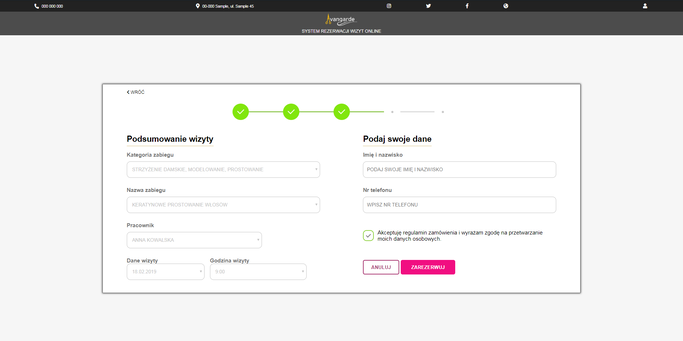 000 000 000
00-000 Sample, ul. Sample 45
Avangarde
SYSTEM REZERWACJI WIZYT ONLINE
WRÓĆ
Podsumowanie wizyty
Kategoria zabiegu
STRZYŻENIE DAMSKIE, MODELOWANIE, PROSTOWANIE
Nazwa zabiegu
KERATYNOWE PROSTOWANIE WŁOSÓW
Pracownik
ANNA KOWALSKA
Dane wizyty
Godzina wizyty
9:00
Podaj swoje dane
Imię i nazwisko
PODAJ SWOJE IMIĘ I NAZWISKO
Nr telefonu
WPISZ NR TELEFONU
Akceptuję regulamin zamówienia i wyrażam zgodę na przetwarzanie
moich danych osobowych.
ANULUJ
ZAREZERWUJ